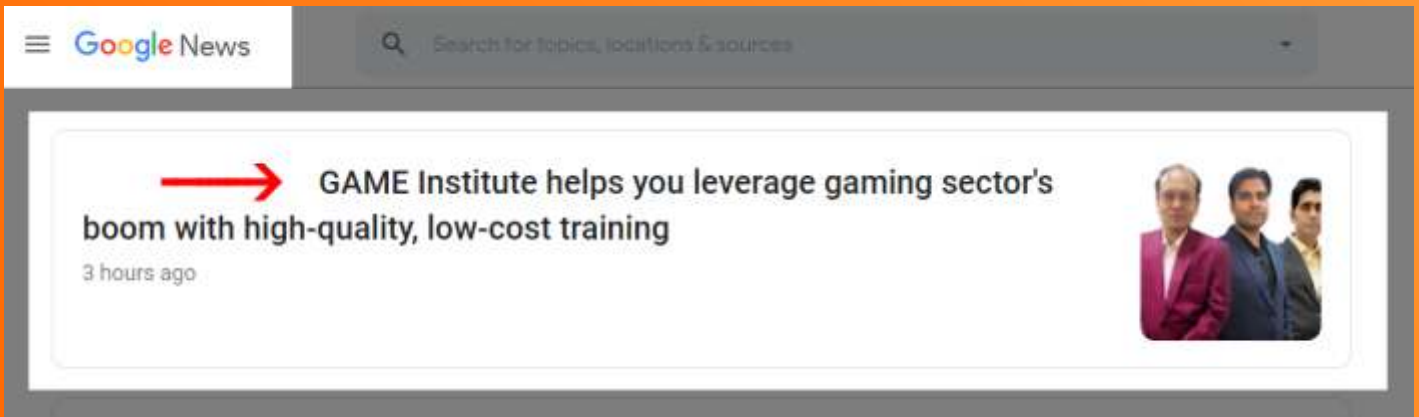 Google News
Search for topics, locations & sources
GAME Institute helps you leverage gaming sector's
boom with high-quality, low-cost training
3 hours ago